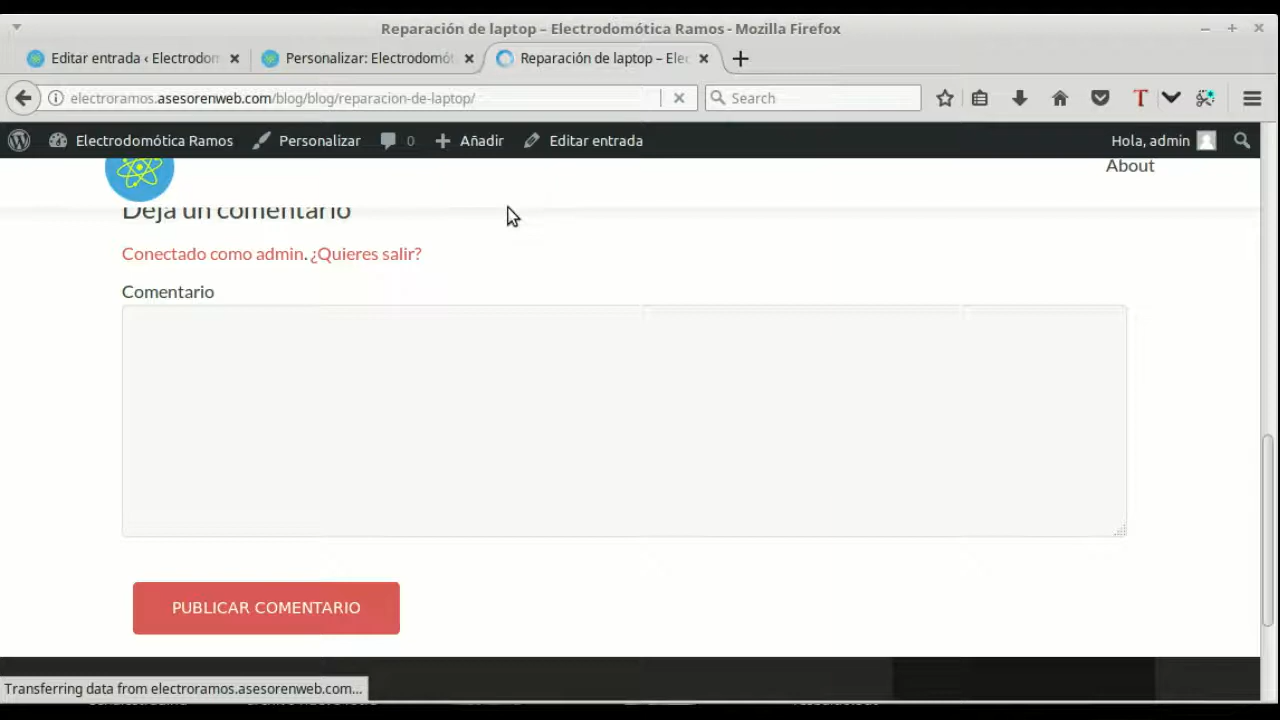 Reparación de laptop – Electrodomótica Ramos - Mozilla Firefox
Editar entrada ‹ Electrodom
Personalizar: Electrodomót
Reparación de laptop – Elec
electroramos.asesorenweb.com/blog/blog/reparacion-de-laptop/
Search
Electrodomótica Ramos
Personalizar
0
Añadir
Editar entrada
Hola, admin
About
Deja un comentario
Conectado como admin. ¿Quieres salir?
Comentario
PUBLICAR COMENTARIO
Transferring data from electroramos.asesorenweb.com...